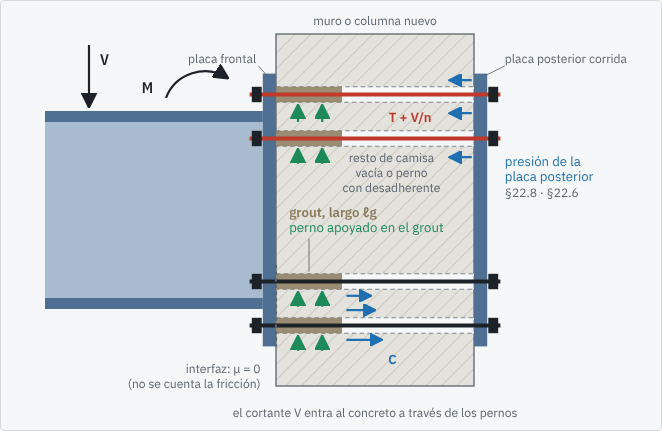 muro o columna nuevo
placa frontal
placa posterior corrida
V
M
T + V/n
resto de camisa
vacía o perno
con desadherente
presión de la
placa posterior
§22.8 · §22.6
grout, largo ℓg
perno apoyado en el grout
C
interfaz: μ = 0
(no se cuenta la fricción)
el cortante V entra al concreto a través de los pernos